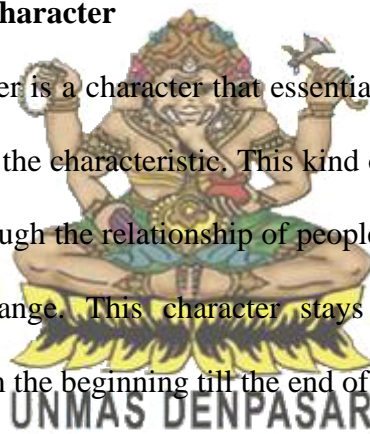 haracter
er is a character that essentia
the characteristic. This kind o
ugh the relationship of people
ange. This character stays
n the beginning till the end of
UNMAS DENPASAR